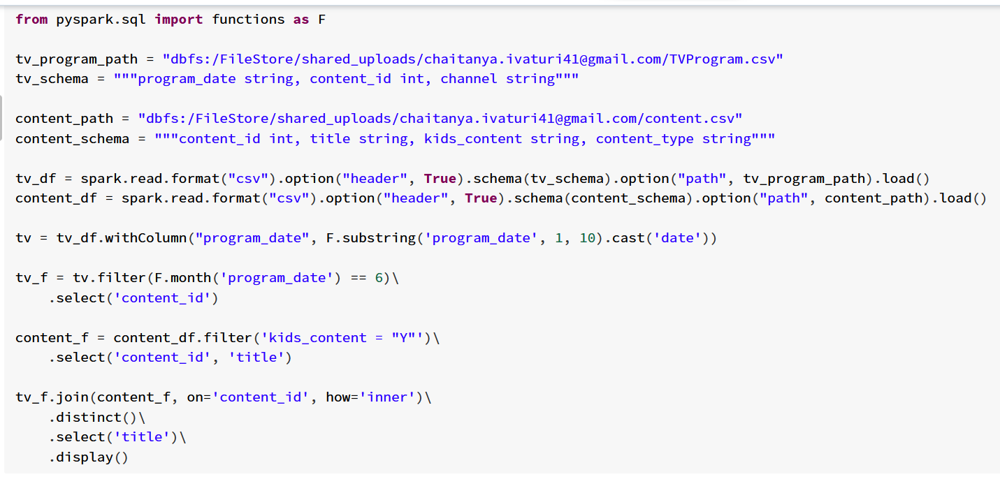 from pyspark.sql import functions as F
tv_program_path = "dbfs:/FileStore/shared_uploads/chaitanya.ivaturi41@gmail.com/TVProgram.csv"
tv_schema = """program_date string, content_id int, channel string"""
content_path = "dbfs:/FileStore/shared_uploads/chaitanya.ivaturi41@gmail.com/content.csv"
content_schema = """content_id int, title string, kids_content string, content_type string"""
tv_df = spark.read.format("csv").option("header", True).schema(tv_schema).option("path", tv_program_path).load()
content_df = spark.read.format("csv").option("header", True).schema(content_schema).option("path", content_path).load()
tv = tv_df.withColumn("program_date", F.substring('program_date', 1, 10).cast('date'))
tv_f = tv.filter(F.month('program_date') == 6)\
    .select('content_id')
content_f = content_df.filter('kids_content = "Y"')\
    .select('content_id', 'title')
tv_f.join(content_f, on='content_id', how='inner')\
    .distinct()\
    .select('title')\
    .display()